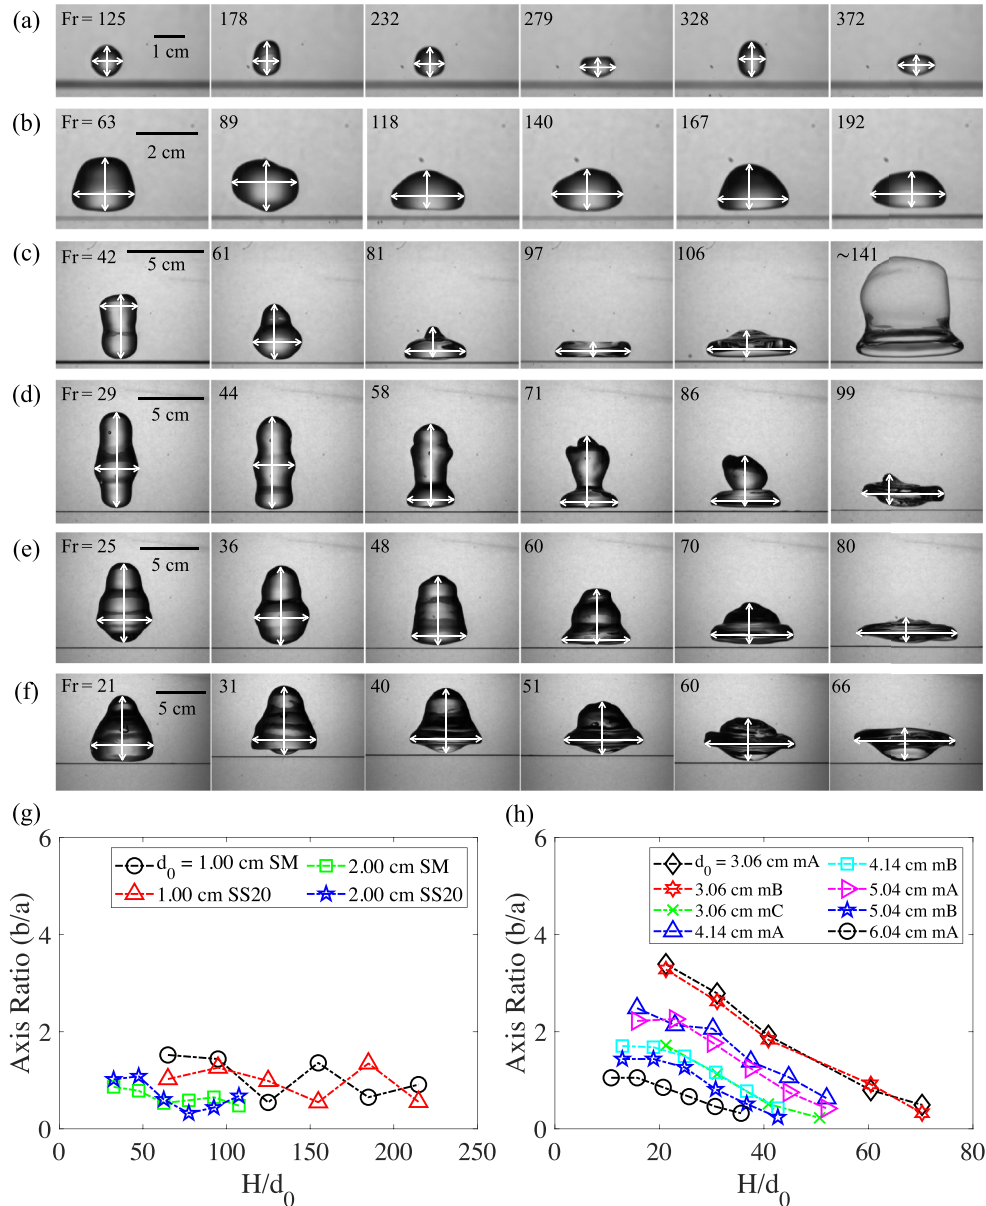 (a) Fr = 125 178 232 279 328 372
1 cm
(b) Fr = 63 89 118 140 167 192
2 cm
(c) Fr = 42 61 81 97 106 ~141
5 cm
(d) Fr = 29 44 58 71 86 99
5 cm
(e) Fr = 25 36 48 60 70 80
5 cm
(f) Fr = 21 31 40 51 60 66
5 cm
(g)
6
4
2
0
Axis Ratio (b/a)
d0 = 1.00 cm SM
1.00 cm SS20
2.00 cm SM
2.00 cm SS20
0 50 100 150 200 250
H/d0
(h)
6
4
2
0
Axis Ratio (b/a)
d0 = 3.06 cm mA
3.06 cm mB
3.06 cm mC
4.14 cm mA
4.14 cm mB
5.04 cm mA
5.04 cm mB
6.04 cm mA
0 20 40 60 80
H/d0